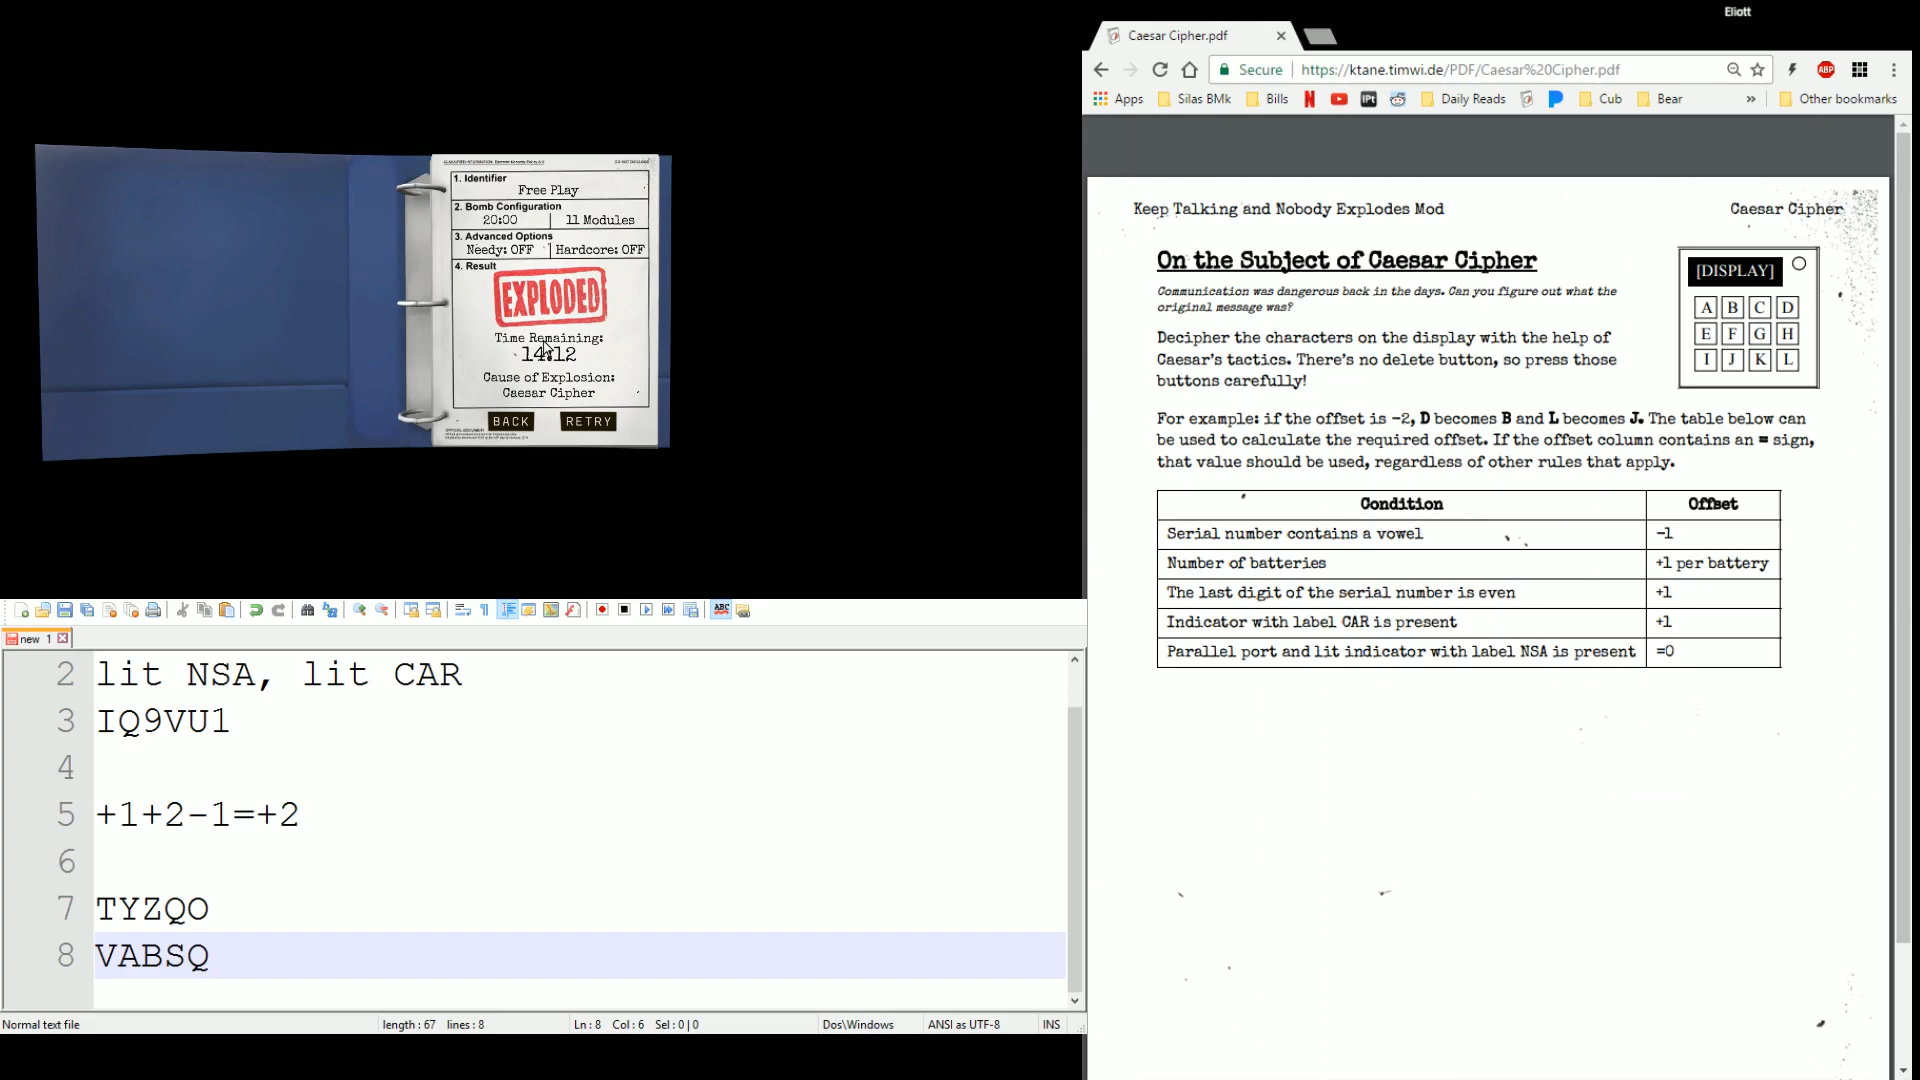 Eliott
Caesar Cipher.pdf
Secure | https://ktane.timwi.de/PDF/Caesar%20Cipher.pdf
ABP
Apps Silas BMk Bills N IPt Daily Reads P Cub Bear » Other bookmarks
1. Identifier
Free Play
2. Bomb Configuration
20:00 11 Modules
3. Advanced Options
Needy: OFF Hardcore: OFF
4. Result
EXPLODED
Time Remaining:
14:12
Cause of Explosion:
Caesar Cipher
BACK RETRY
new 1
2 lit NSA, lit CAR
3 IQ9VU1
4
5 +1+2-1=+2
6
7 TYZQO
8 VABSQ
Normal text file length : 67 lines : 8 Ln : 8 Col : 6 Sel : 0 | 0 Dos\Windows ANSI as UTF-8 INS
Keep Talking and Nobody Explodes Mod Caesar Cipher
On the Subject of Caesar Cipher
Communication was dangerous back in the days. Can you figure out what the
original message was?
Decipher the characters on the display with the help of
Caesar’s tactics. There’s no delete button, so press those
buttons carefully!
[DISPLAY]
A B C D
E F G H
I J K L
For example: if the offset is −2, D becomes B and L becomes J. The table below can
be used to calculate the required offset. If the offset column contains an = sign,
that value should be used, regardless of other rules that apply.
Condition Offset
Serial number contains a vowel −1
Number of batteries +1 per battery
The last digit of the serial number is even +1
Indicator with label CAR is present +1
Parallel port and lit indicator with label NSA is present =0